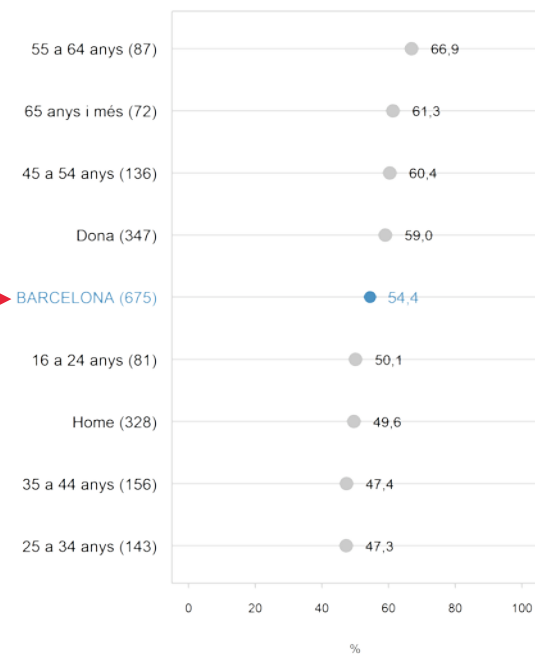 55 a 64 anys (87) 66,9
65 anys i més (72) 61,3
45 a 54 anys (136) 60,4
Dona (347) 59,0
BARCELONA (675) 54,4
16 a 24 anys (81) 50,1
Home (328) 49,6
35 a 44 anys (156) 47,4
25 a 34 anys (143) 47,3
0 20 40 60 80 100
%